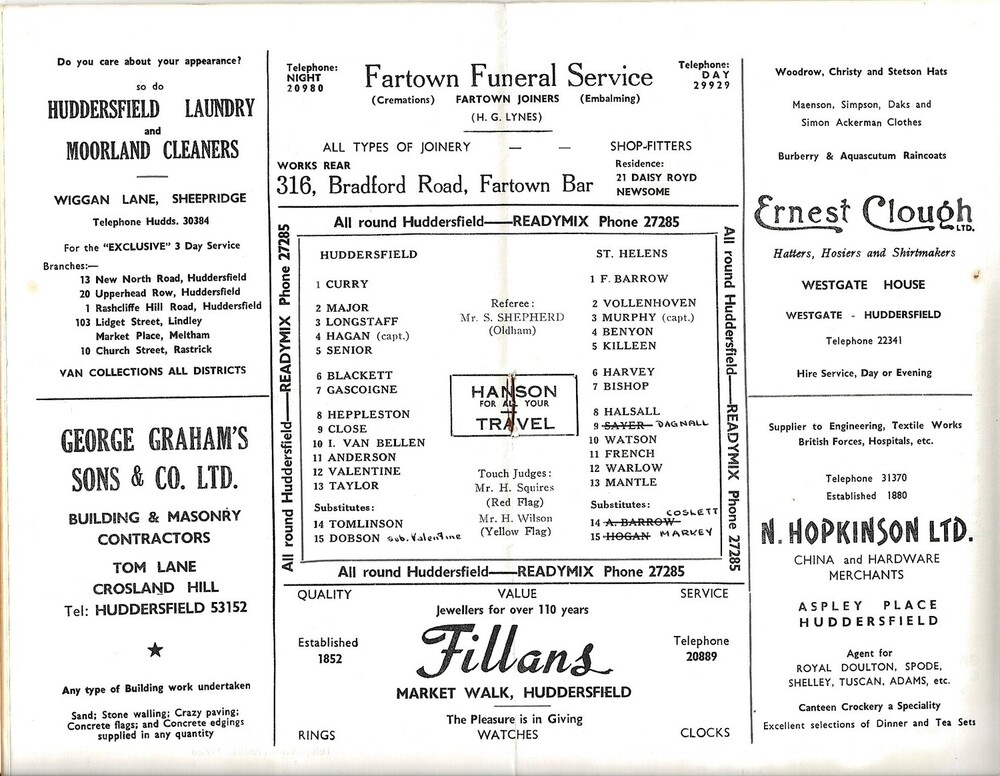 Do you care about your appearance?
so do
HUDDERSFIELD LAUNDRY
and
MOORLAND CLEANERS
WIGGAN LANE, SHEEPRIDGE
Telephone Hudds. 30384
For the "EXCLUSIVE" 3 Day Service
Branches:—
13 New North Road, Huddersfield
20 Upperhead Row, Huddersfield
1 Rashcliffe Hill Road, Huddersfield
103 Lidget Street, Lindley
Market Place, Meltham
10 Church Street, Rastrick
VAN COLLECTIONS ALL DISTRICTS
GEORGE GRAHAM'S
SONS & CO. LTD.
BUILDING & MASONRY
CONTRACTORS
TOM LANE
CROSLAND HILL
Tel: HUDDERSFIELD 53152
Any type of Building work undertaken
Sand; Stone walling; Crazy paving;
Concrete flags; and Concrete edgings
supplied in any quantity
Telephone:
NIGHT
20980
Fartown Funeral Service
(Cremations) FARTOWN JOINERS (Embalming)
(H. G. LYNES)
Telephone:
DAY
29929
ALL TYPES OF JOINERY — — SHOP-FITTERS
WORKS REAR
316, Bradford Road, Fartown Bar
Residence:
21 DAISY ROYD
NEWSOME
All round Huddersfield——READYMIX Phone 27285
All round Huddersfield——READYMIX Phone 27285
HUDDERSFIELD
1 CURRY
2 MAJOR
3 LONGSTAFF
4 HAGAN (capt.)
5 SENIOR
6 BLACKETT
7 GASCOIGNE
8 HEPPLESTON
9 CLOSE
10 I. VAN BELLEN
11 ANDERSON
12 VALENTINE
13 TAYLOR
Substitutes:
14 TOMLINSON
15 DOBSON sub. Valentine
Referee:
Mr. S. SHEPHERD
(Oldham)
HANSON
FOR ALL YOUR
TRAVEL
Touch Judges:
Mr. H. Squires
(Red Flag)
Mr. H. Wilson
(Yellow Flag)
ST. HELENS
1 F. BARROW
2 VOLLENHOVEN
3 MURPHY (capt.)
4 BENYON
5 KILLEEN
6 HARVEY
7 BISHOP
8 HALSALL
9 SAYER DAGNALL
10 WATSON
11 FRENCH
12 WARLOW
13 MANTLE
Substitutes:
COSLETT
14 A. BARROW
15 HOGAN MARKEY
All round Huddersfield——READYMIX Phone 27285
All round Huddersfield——READYMIX Phone 27285
QUALITY VALUE SERVICE
Jewellers for over 110 years
Established
1852
Fillans
Telephone
20889
MARKET WALK, HUDDERSFIELD
The Pleasure is in Giving
RINGS WATCHES CLOCKS
Woodrow, Christy and Stetson Hats
Maenson, Simpson, Daks and
Simon Ackerman Clothes
Burberry & Aquascutum Raincoats
Ernest Clough LTD.
Hatters, Hosiers and Shirtmakers
WESTGATE HOUSE
WESTGATE - HUDDERSFIELD
Telephone 22341
Hire Service, Day or Evening
Supplier to Engineering, Textile Works
British Forces, Hospitals, etc.
Telephone 31370
Established 1880
N. HOPKINSON LTD.
CHINA and HARDWARE
MERCHANTS
ASPLEY PLACE
HUDDERSFIELD
Agent for
ROYAL DOULTON, SPODE,
SHELLEY, TUSCAN, ADAMS, etc.
Canteen Crockery a Speciality
Excellent selections of Dinner and Tea Sets